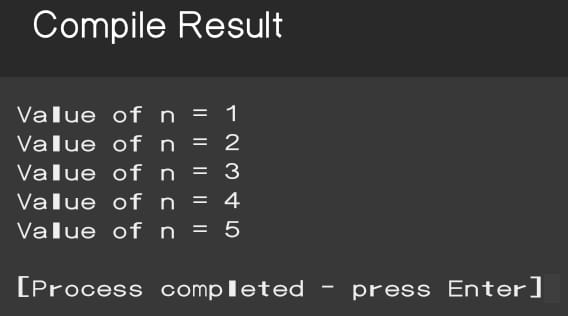 Compile Result
Value of n = 1
Value of n = 2
Value of n = 3
Value of n = 4
Value of n = 5
[Process completed - press Enter]